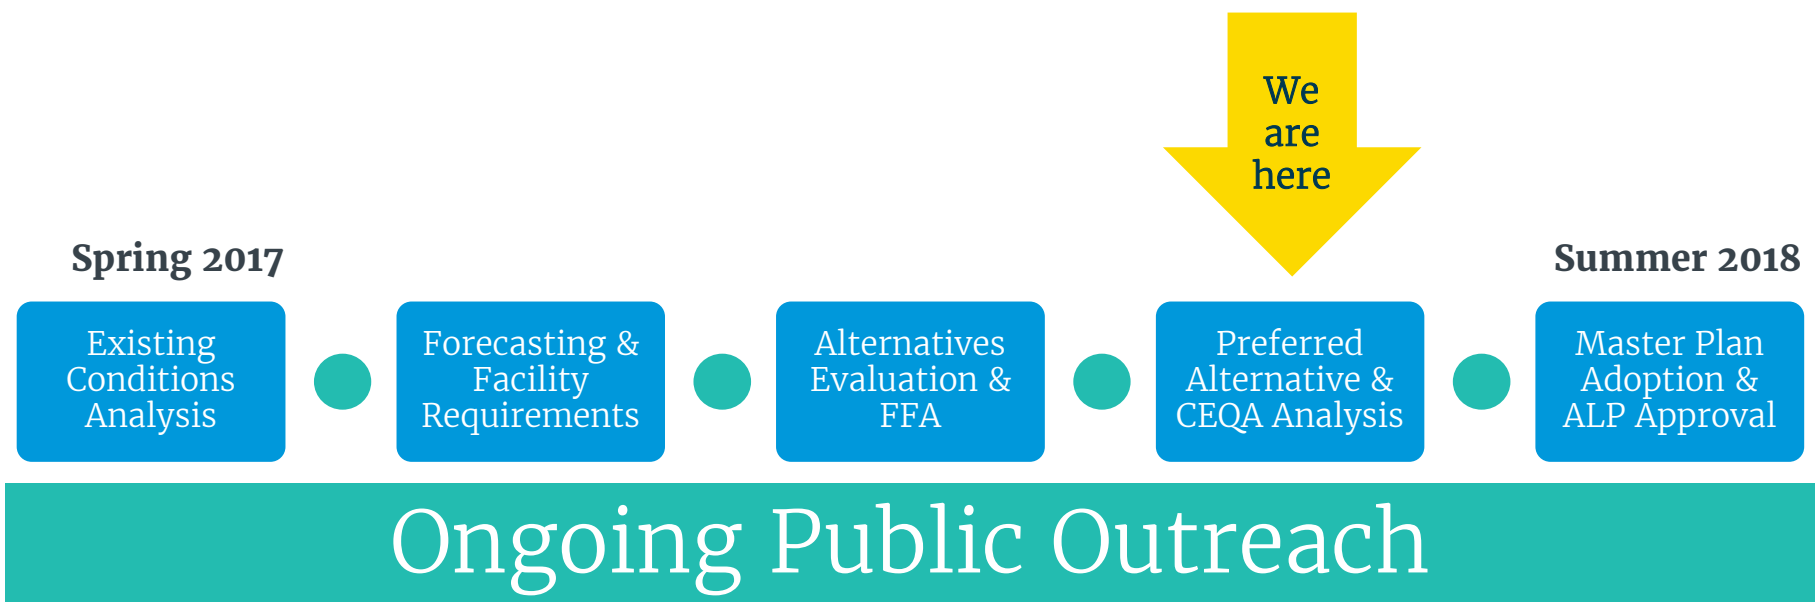 We
are
here
Spring 2017
Summer 2018
Existing
Conditions
Analysis
Forecasting &
Facility
Requirements
Alternatives
Evaluation &
FFA
Preferred
Alternative &
CEQA Analysis
Master Plan
Adoption &
ALP Approval
Ongoing Public Outreach